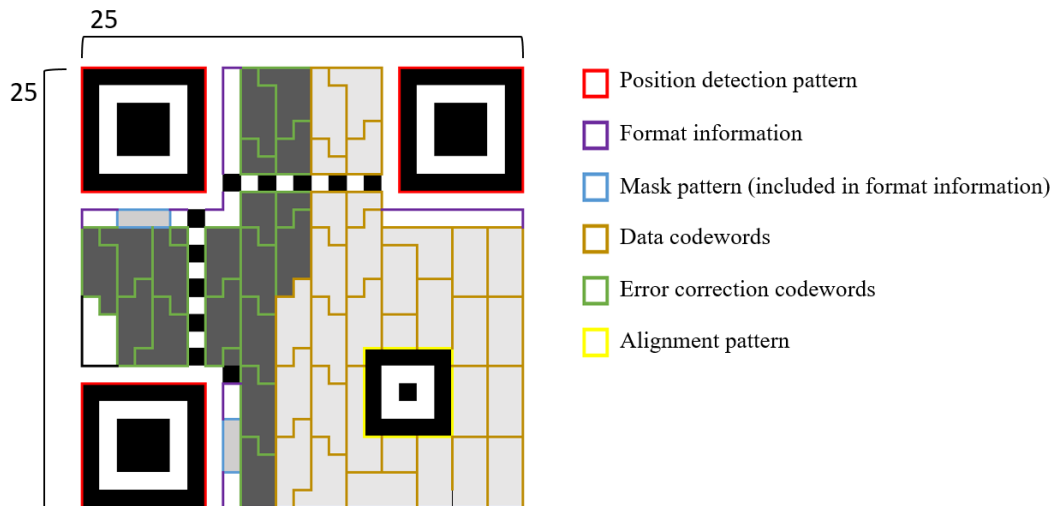 25
25
Position detection pattern
Format information
Mask pattern (included in format information)
Data codewords
Error correction codewords
Alignment pattern